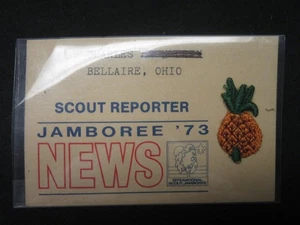 BELLAIRE, OHIO
SCOUT REPORTER
JAMBOREE '73
NEWS